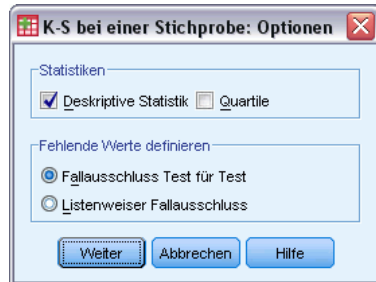 K-S bei einer Stichprobe: Optionen
Statistiken
Deskriptive Statistik Quartile
Fehlende Werte definieren
Fallausschluss Test für Test
Listenweiser Fallausschluss
Weiter Abbrechen Hilfe